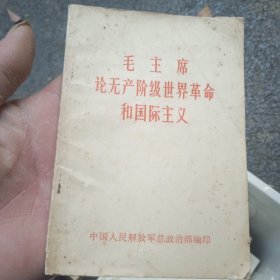 毛主席
论无产阶级世界革命
和国际主义
中国人民解放军总政治部编印